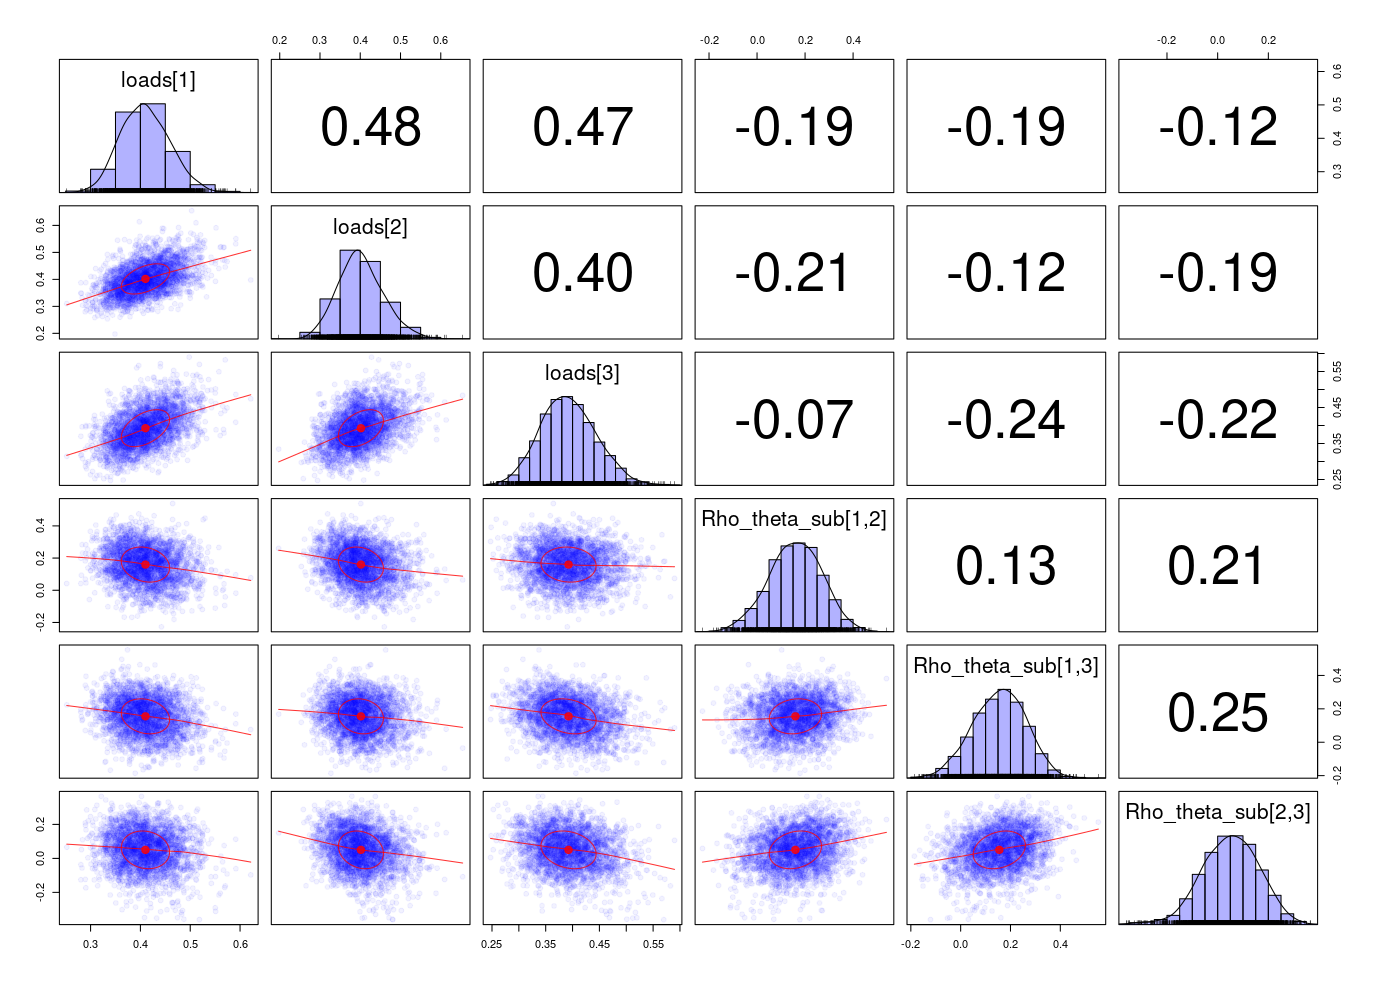 0.2 0.3 0.4 0.5 0.6 -0.2 0.0 0.2 0.4 -0.2 0.0 0.2
loads[1] 0.48 0.47 -0.19 -0.19 -0.12
0.3 0.4 0.5 0.6
loads[2] 0.40 -0.21 -0.12 -0.19
0.2 0.3 0.4 0.5 0.6
loads[3] -0.07 -0.24 -0.22
0.25 0.35 0.45 0.55
Rho_theta_sub[1,2] 0.13 0.21
-0.2 0.0 0.2 0.4
Rho_theta_sub[1,3] 0.25
-0.2 0.0 0.2 0.4
Rho_theta_sub[2,3]
-0.2 0.0 0.2
0.3 0.4 0.6 0.25 0.35 0.45 0.55 -0.2 0.0 0.2 0.4